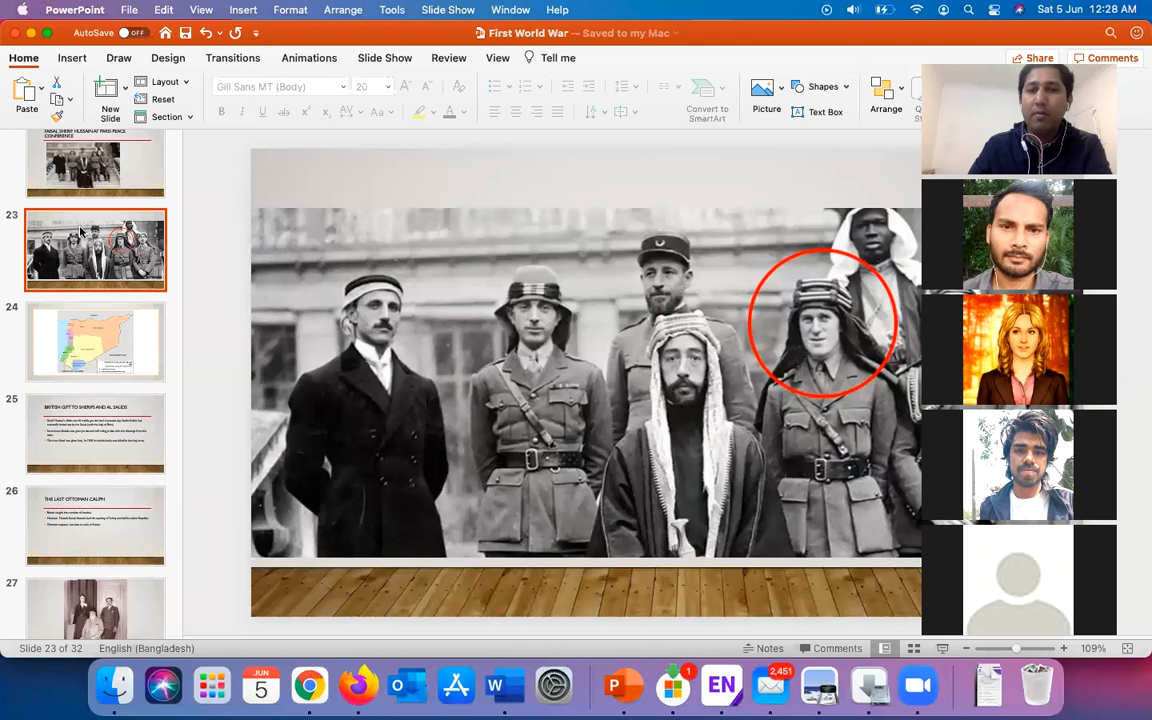 PowerPoint File Edit View Insert Format Arrange Tools Slide Show Window Help Sat 5 Jun 12:28 AM
AutoSave OFF First World War — Saved to my Mac
Home Insert Draw Design Transitions Animations Slide Show Review View Tell me Share Comments
Paste New Slide Layout Reset Section Gill Sans MT (Body) 20 Convert to SmartArt Picture Shapes Text Box Arrange
FAISAL SHERIF HUSSAIN AT PARIS PEACE
CONFERENCE
23
24
25
BRITISH GIFT TO SHERIFS AND AL SAUDS
26
THE LAST OTTOMAN CALIPH
27
Slide 23 of 32 English (Bangladesh) Notes Comments 109%
JUN
5
W
P
1
EN
2,451